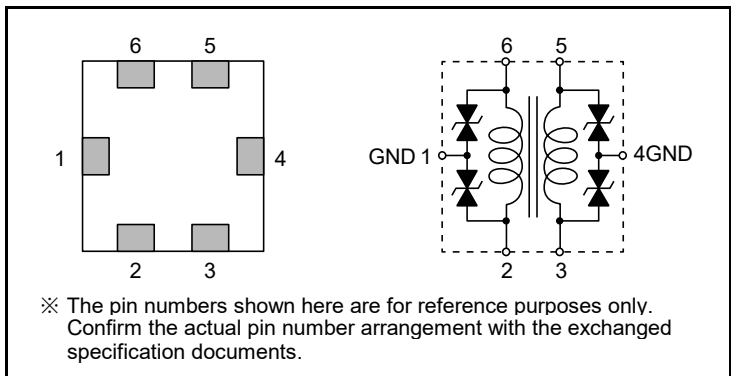 6 5
1
4
2 3
6 5
GND 1
4GND
2 3
※ The pin numbers shown here are for reference purposes only.
Confirm the actual pin number arrangement with the exchanged
specification documents.